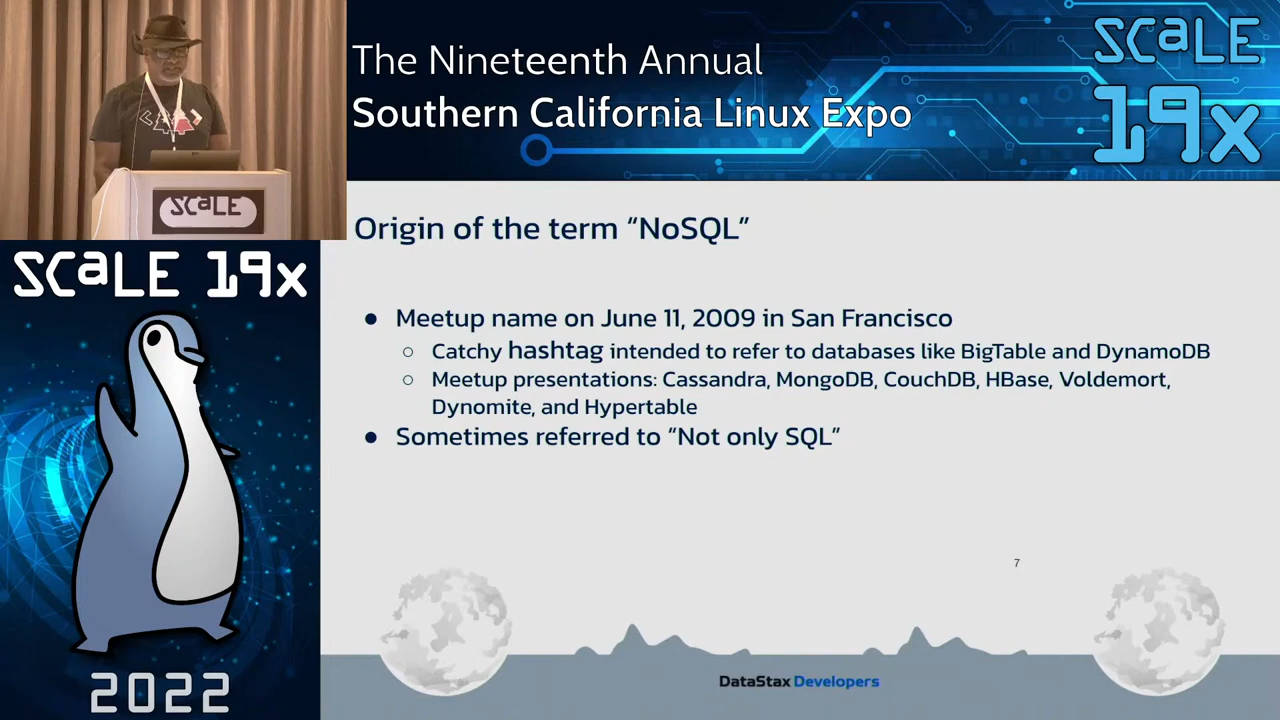 The Nineteenth Annual
Southern California Linux Expo
SCaLE
19x
SCaLE
SCaLE 19x
2022
Origin of the term “NoSQL”
● Meetup name on June 11, 2009 in San Francisco
○ Catchy hashtag intended to refer to databases like BigTable and DynamoDB
○ Meetup presentations: Cassandra, MongoDB, CouchDB, HBase, Voldemort,
Dynomite, and Hypertable
● Sometimes referred to “Not only SQL”
7
DataStax Developers